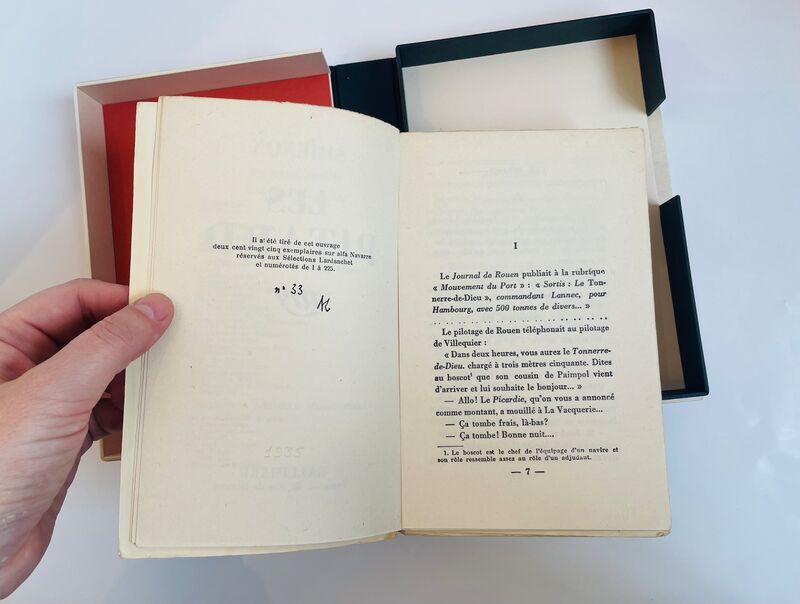 Il a été tiré de cet ouvrage
deux cent vingt cinq exemplaires sur alfa Navarre
réservés aux Sélections Lardanchet
et numérotés de 1 à 225.
n° 33
1935
I
Le Journal de Rouen publiait à la rubrique
« Mouvement du Port » : « Sortis : Le Ton-
nerre-de-Dieu », commandant Lannec, pour
Hambourg, avec 500 tonnes de divers... »
Le pilotage de Rouen téléphonait au pilotage
de Villequier :
« Dans deux heures, vous aurez le Tonnerre-
de-Dieu. chargé à trois mètres cinquante. Dites
au boscot¹ que son cousin de Paimpol vient
d'arriver et lui souhaite le bonjour... »
— Allo! Le Picardie, qu'on vous a annoncé
comme montant, a mouillé à La Vacquerie...
— Ça tombe frais, là-bas?
— Ça tombe! Bonne nuit....
1. Le boscot est le chef de l'équipage d'un navire et
son rôle ressemble assez au rôle d'un adjudant.
— 7 —